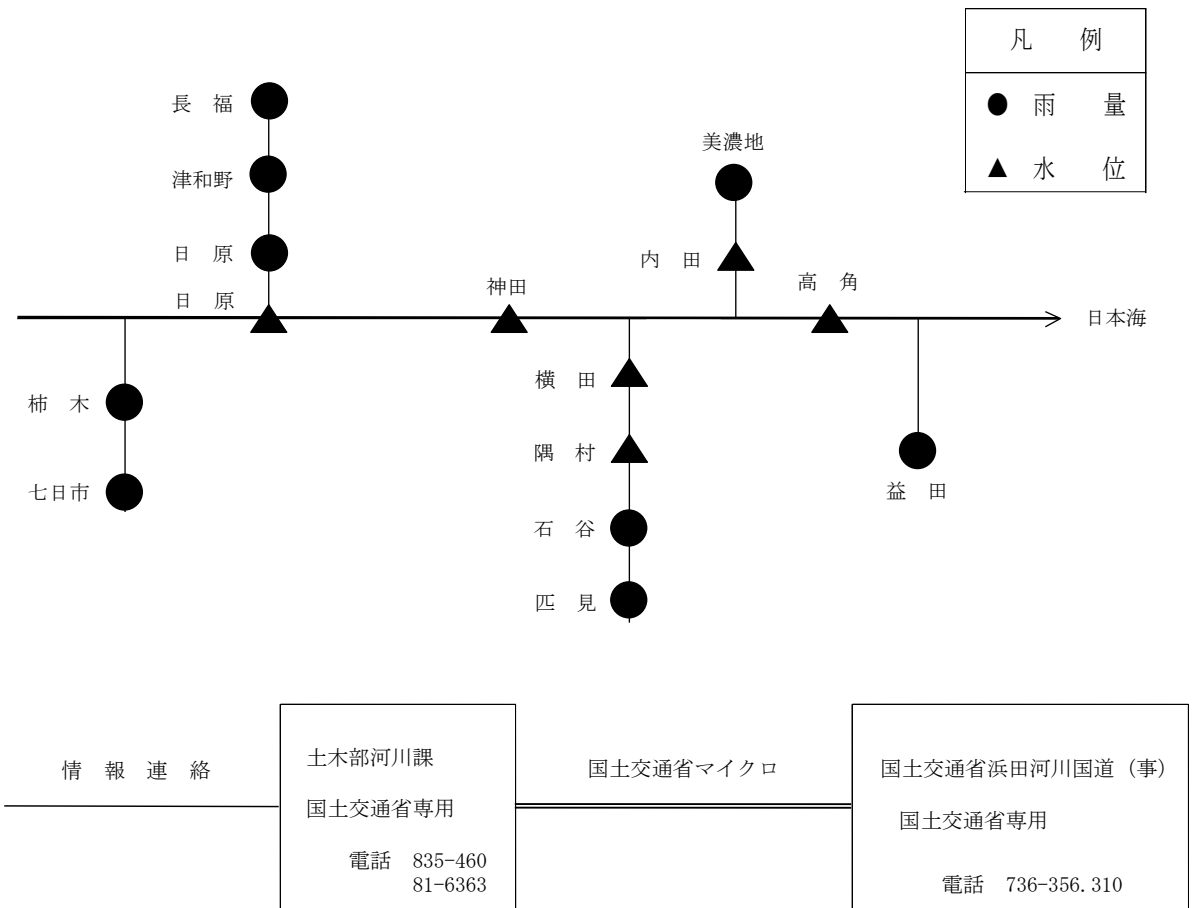 凡 例
● 雨 量
▲ 水 位
長 福
津和野
日 原
日 原
神田
美濃地
内 田
高 角
日本海
柿 木
七日市
横 田
隅 村
石 谷
匹 見
益 田
情 報 連 絡
土木部河川課
国土交通省専用
電話 835-460
81-6363
国土交通省マイクロ
国土交通省浜田河川国道（事）
国土交通省専用
電話 736-356.310